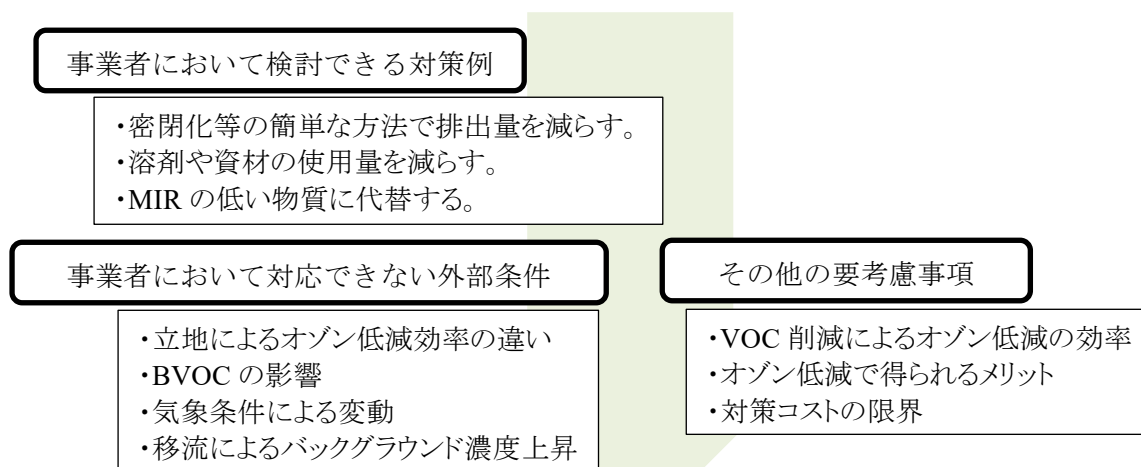 事業者において検討できる対策例
・密閉化等の簡単な方法で排出量を減らす。
・溶剤や資材の使用量を減らす。
・MIR の低い物質に代替する。
事業者において対応できない外部条件
・立地によるオゾン低減効率の違い
・BVOC の影響
・気象条件による変動
・移流によるバックグラウンド濃度上昇
その他の要考慮事項
・VOC 削減によるオゾン低減の効率
・オゾン低減で得られるメリット
・対策コストの限界